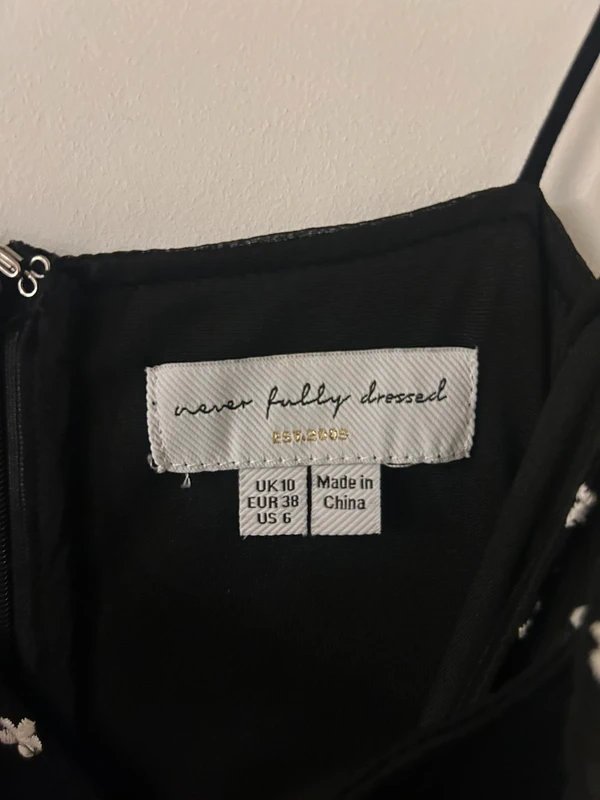 never fully dressed
EST.2009
UK 10
EUR 38
US 6
Made in
China